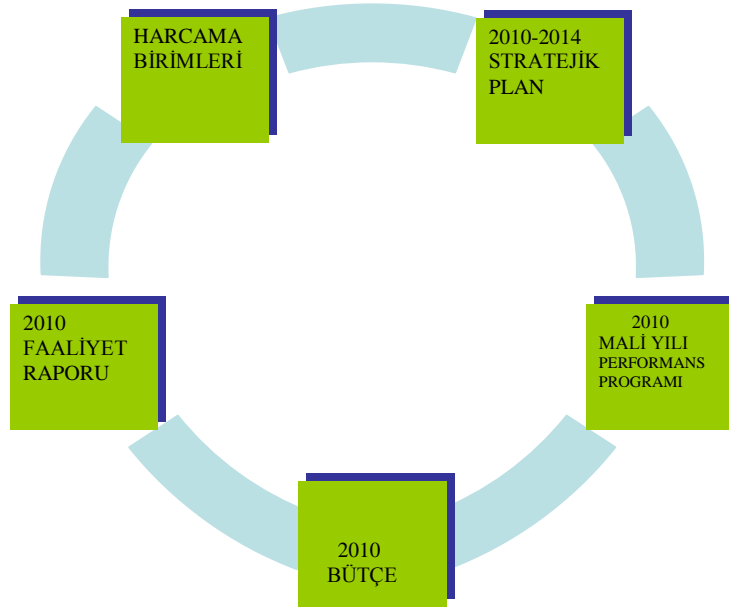 HARCAMA
BİRİMLERİ
2010-2014
STRATEJİK
PLAN
2010
MALİ YILI
PERFORMANS
PROGRAMI
2010
BÜTÇE
2010
FAALİYET
RAPORU